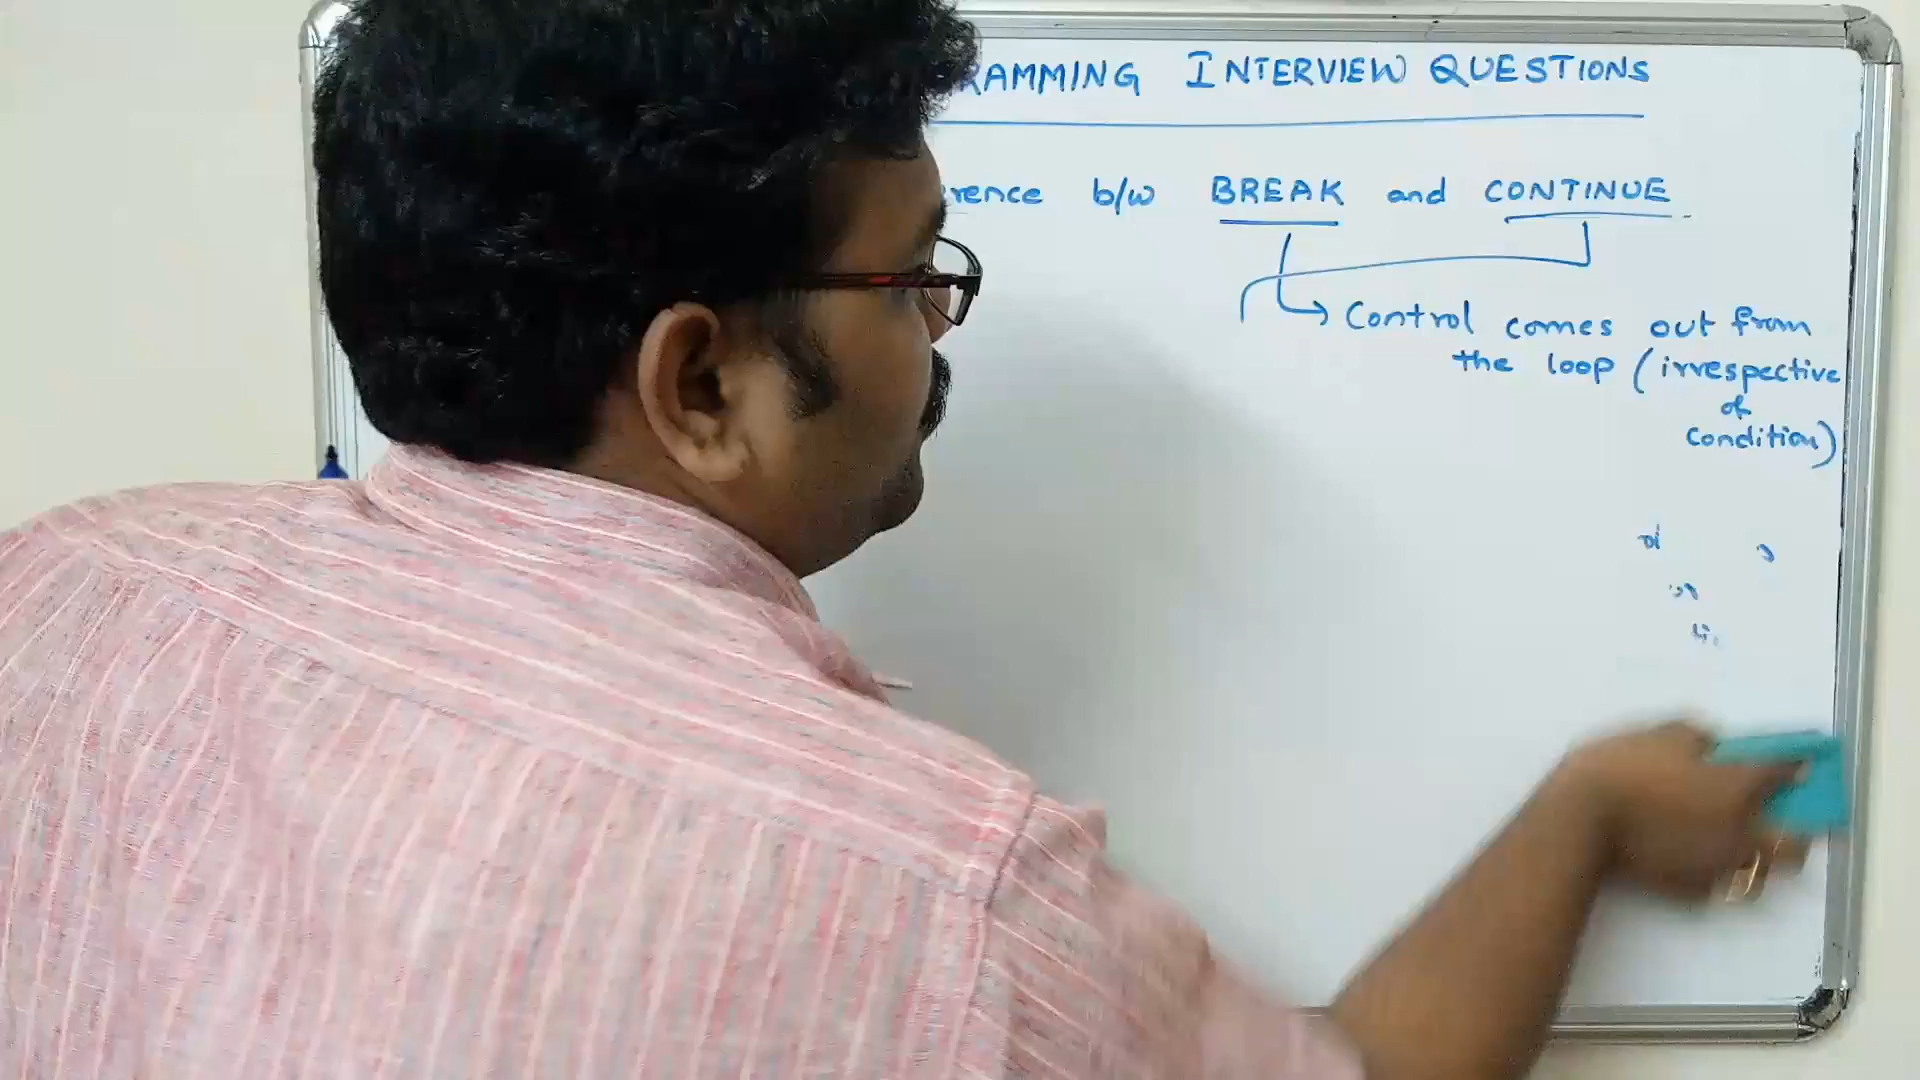 RAMMING INTERVIEW QUESTIONS
rence b/w BREAK and CONTINUE
Control comes out from
the loop (irrespective
of
condition)